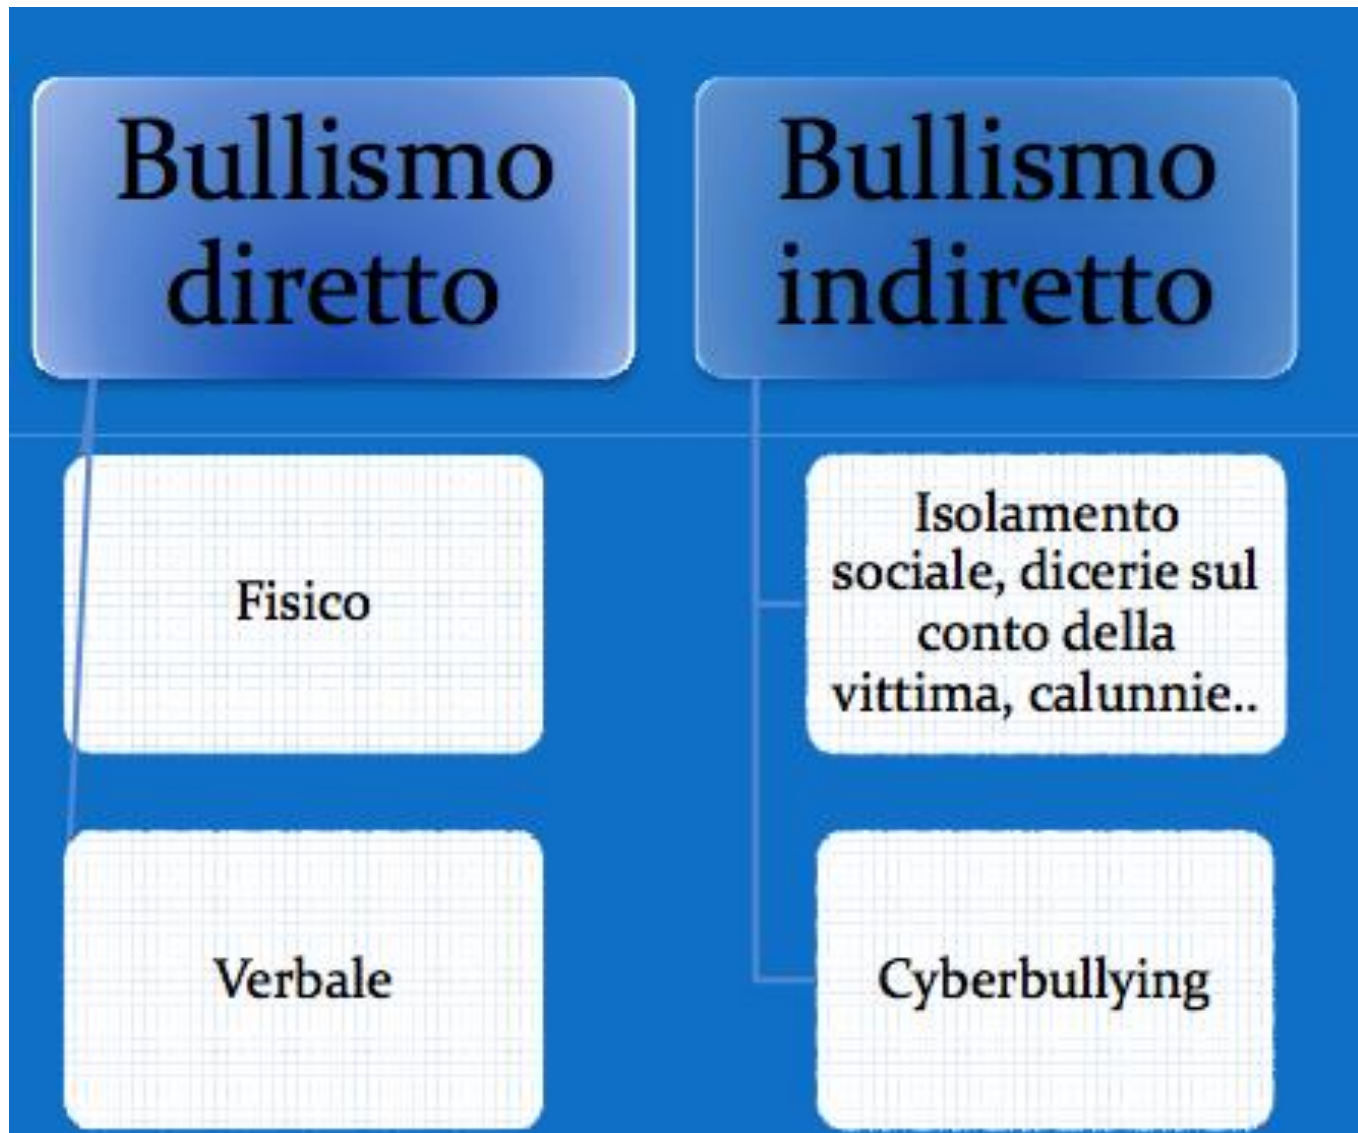 Bullismo
diretto
Fisico
Verbale
Bullismo
indiretto
Isolamento
sociale, dicerie sul
conto della
vittima, calunnie..
Cyberbullying